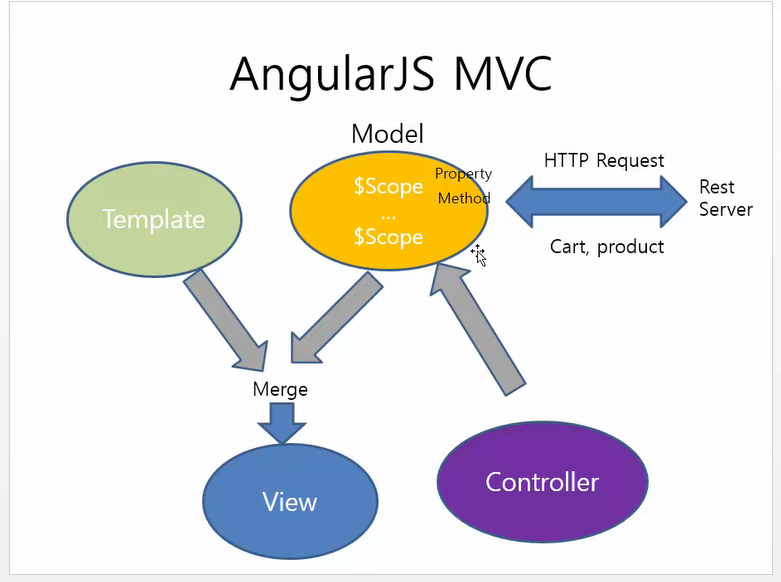 AngularJS MVC
Model
HTTP Request
Property
$Scope
Method
...
$Scope
Template
Rest
Server
Cart, product
Merge
View
Controller